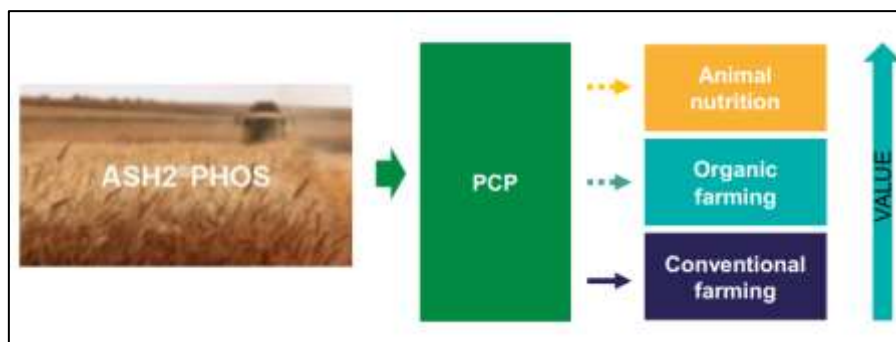 ASH2®PHOS
PCP
Animal
nutrition
Organic
farming
Conventional
farming
VALUE